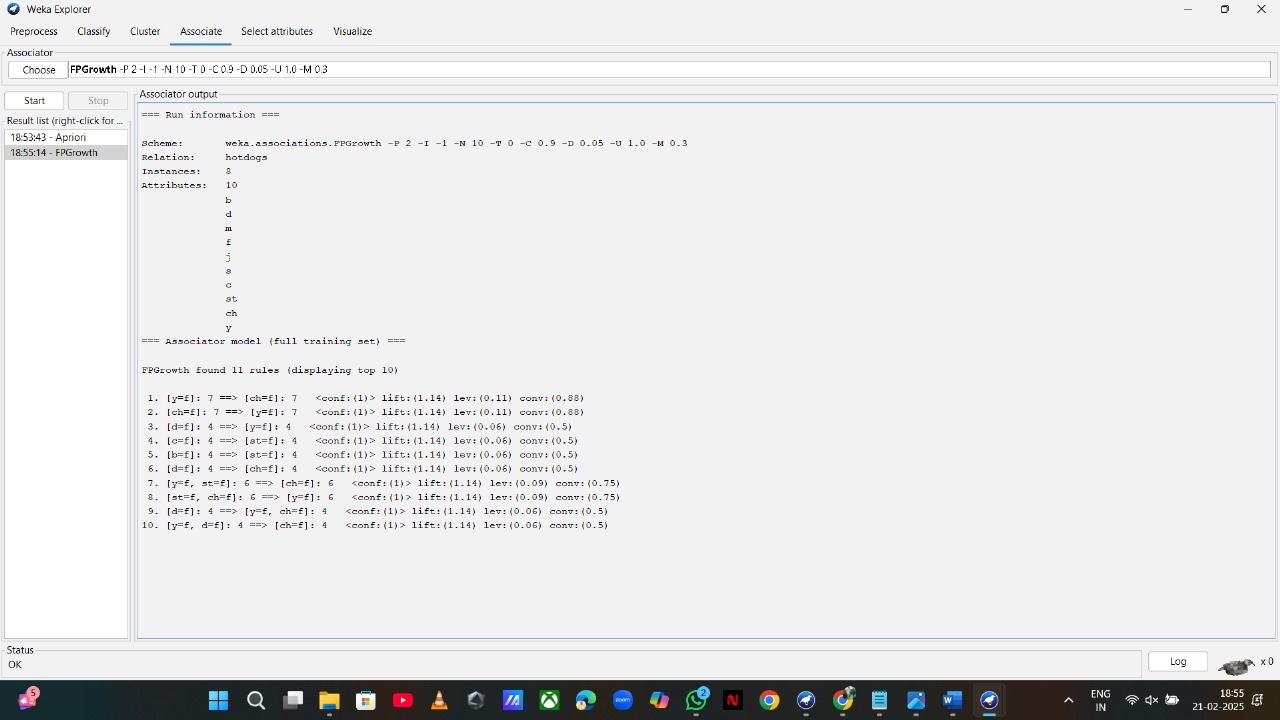 Weka Explorer
Preprocess Classify Cluster Associate Select attributes Visualize
Associator
Choose FPGrowth -P 2 -I -1 -N 10 -T 0 -C 0.9 -D 0.05 -U 1.0 -M 0.3
Start Stop
Result list (right-click for ...
18:53:43 - Apriori
18:55:14 - FPGrowth
Associator output
=== Run information ===
Scheme: weka.associations.FPGrowth -P 2 -I -1 -N 10 -T 0 -C 0.9 -D 0.05 -U 1.0 -M 0.3
Relation: hotdogs
Instances: 8
Attributes: 10
b
d
m
f
j
s
c
st
ch
y
=== Associator model (full training set) ===
FPGrowth found 11 rules (displaying top 10)
1. [y=f]: 7 ==> [ch=f]: 7 <conf:(1)> lift:(1.14) lev:(0.11) conv:(0.88)
2. [ch=f]: 7 ==> [y=f]: 7 <conf:(1)> lift:(1.14) lev:(0.11) conv:(0.88)
3. [d=f]: 4 ==> [y=f]: 4 <conf:(1)> lift:(1.14) lev:(0.06) conv:(0.5)
4. [c=f]: 4 ==> [st=f]: 4 <conf:(1)> lift:(1.14) lev:(0.06) conv:(0.5)
5. [b=f]: 4 ==> [st=f]: 4 <conf:(1)> lift:(1.14) lev:(0.06) conv:(0.5)
6. [d=f]: 4 ==> [ch=f]: 4 <conf:(1)> lift:(1.14) lev:(0.06) conv:(0.5)
7. [y=f, st=f]: 6 ==> [ch=f]: 6 <conf:(1)> lift:(1.14) lev:(0.09) conv:(0.75)
8. [st=f, ch=f]: 6 ==> [y=f]: 6 <conf:(1)> lift:(1.14) lev:(0.09) conv:(0.75)
9. [d=f]: 4 ==> [y=f, ch=f]: 4 <conf:(1)> lift:(1.14) lev:(0.06) conv:(0.5)
10. [y=f, d=f]: 4 ==> [ch=f]: 4 <conf:(1)> lift:(1.14) lev:(0.06) conv:(0.5)
Status
OK
Log x 0
5
zoom
2
N
W
ENG
IN
18:55
21-02-2025